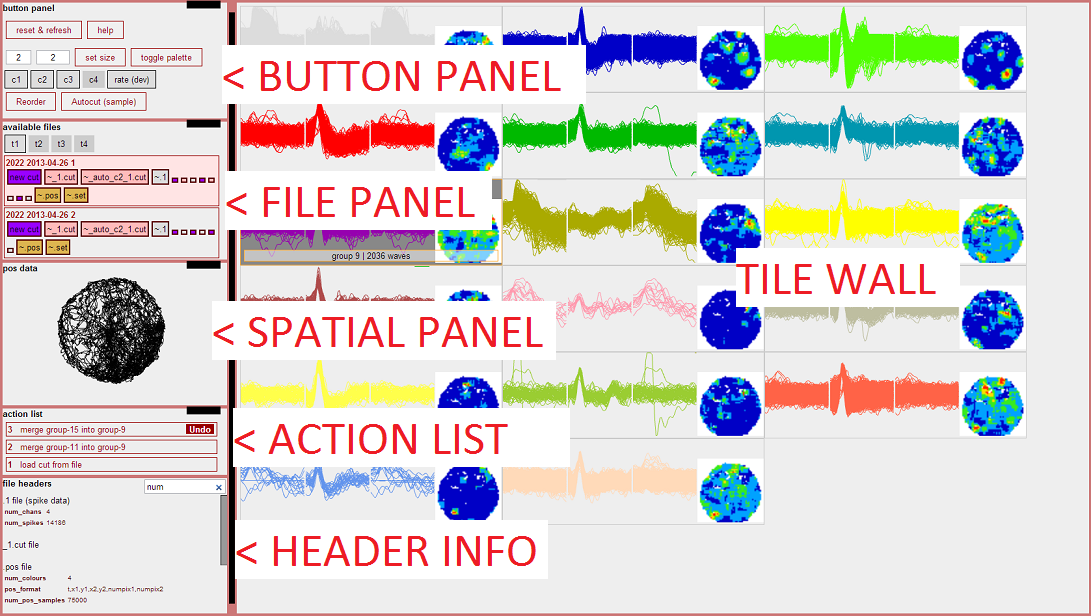 button panel
reset & refresh help
2 2 set size toggle palette
c1 c2 c3 c4 rate (dev)
Reorder Autocut (sample)
< BUTTON PANEL
available files
t1 t2 t3 t4
2022 2013-04-26 1
new cut ~_1.cut ~_auto_c2_1.cut ~.1
~.pos ~.set
2022 2013-04-26 2
new cut ~_1.cut ~_auto_c2_1.cut ~.1
~.pos ~.set
< FILE PANEL
group 9 | 2036 waves
TILE WALL
pos data
< SPATIAL PANEL
action list
3 merge group-15 into group-9 Undo
2 merge group-11 into group-9
1 load cut from file
< ACTION LIST
file headers num ×
.1 file (spike data)
num_chans 4
num_spikes 14186
_1.cut file
.pos file
num_colours 4
pos_format t,x1,y1,x2,y2,numpix1,numpix2
num_pos_samples 75000
< HEADER INFO